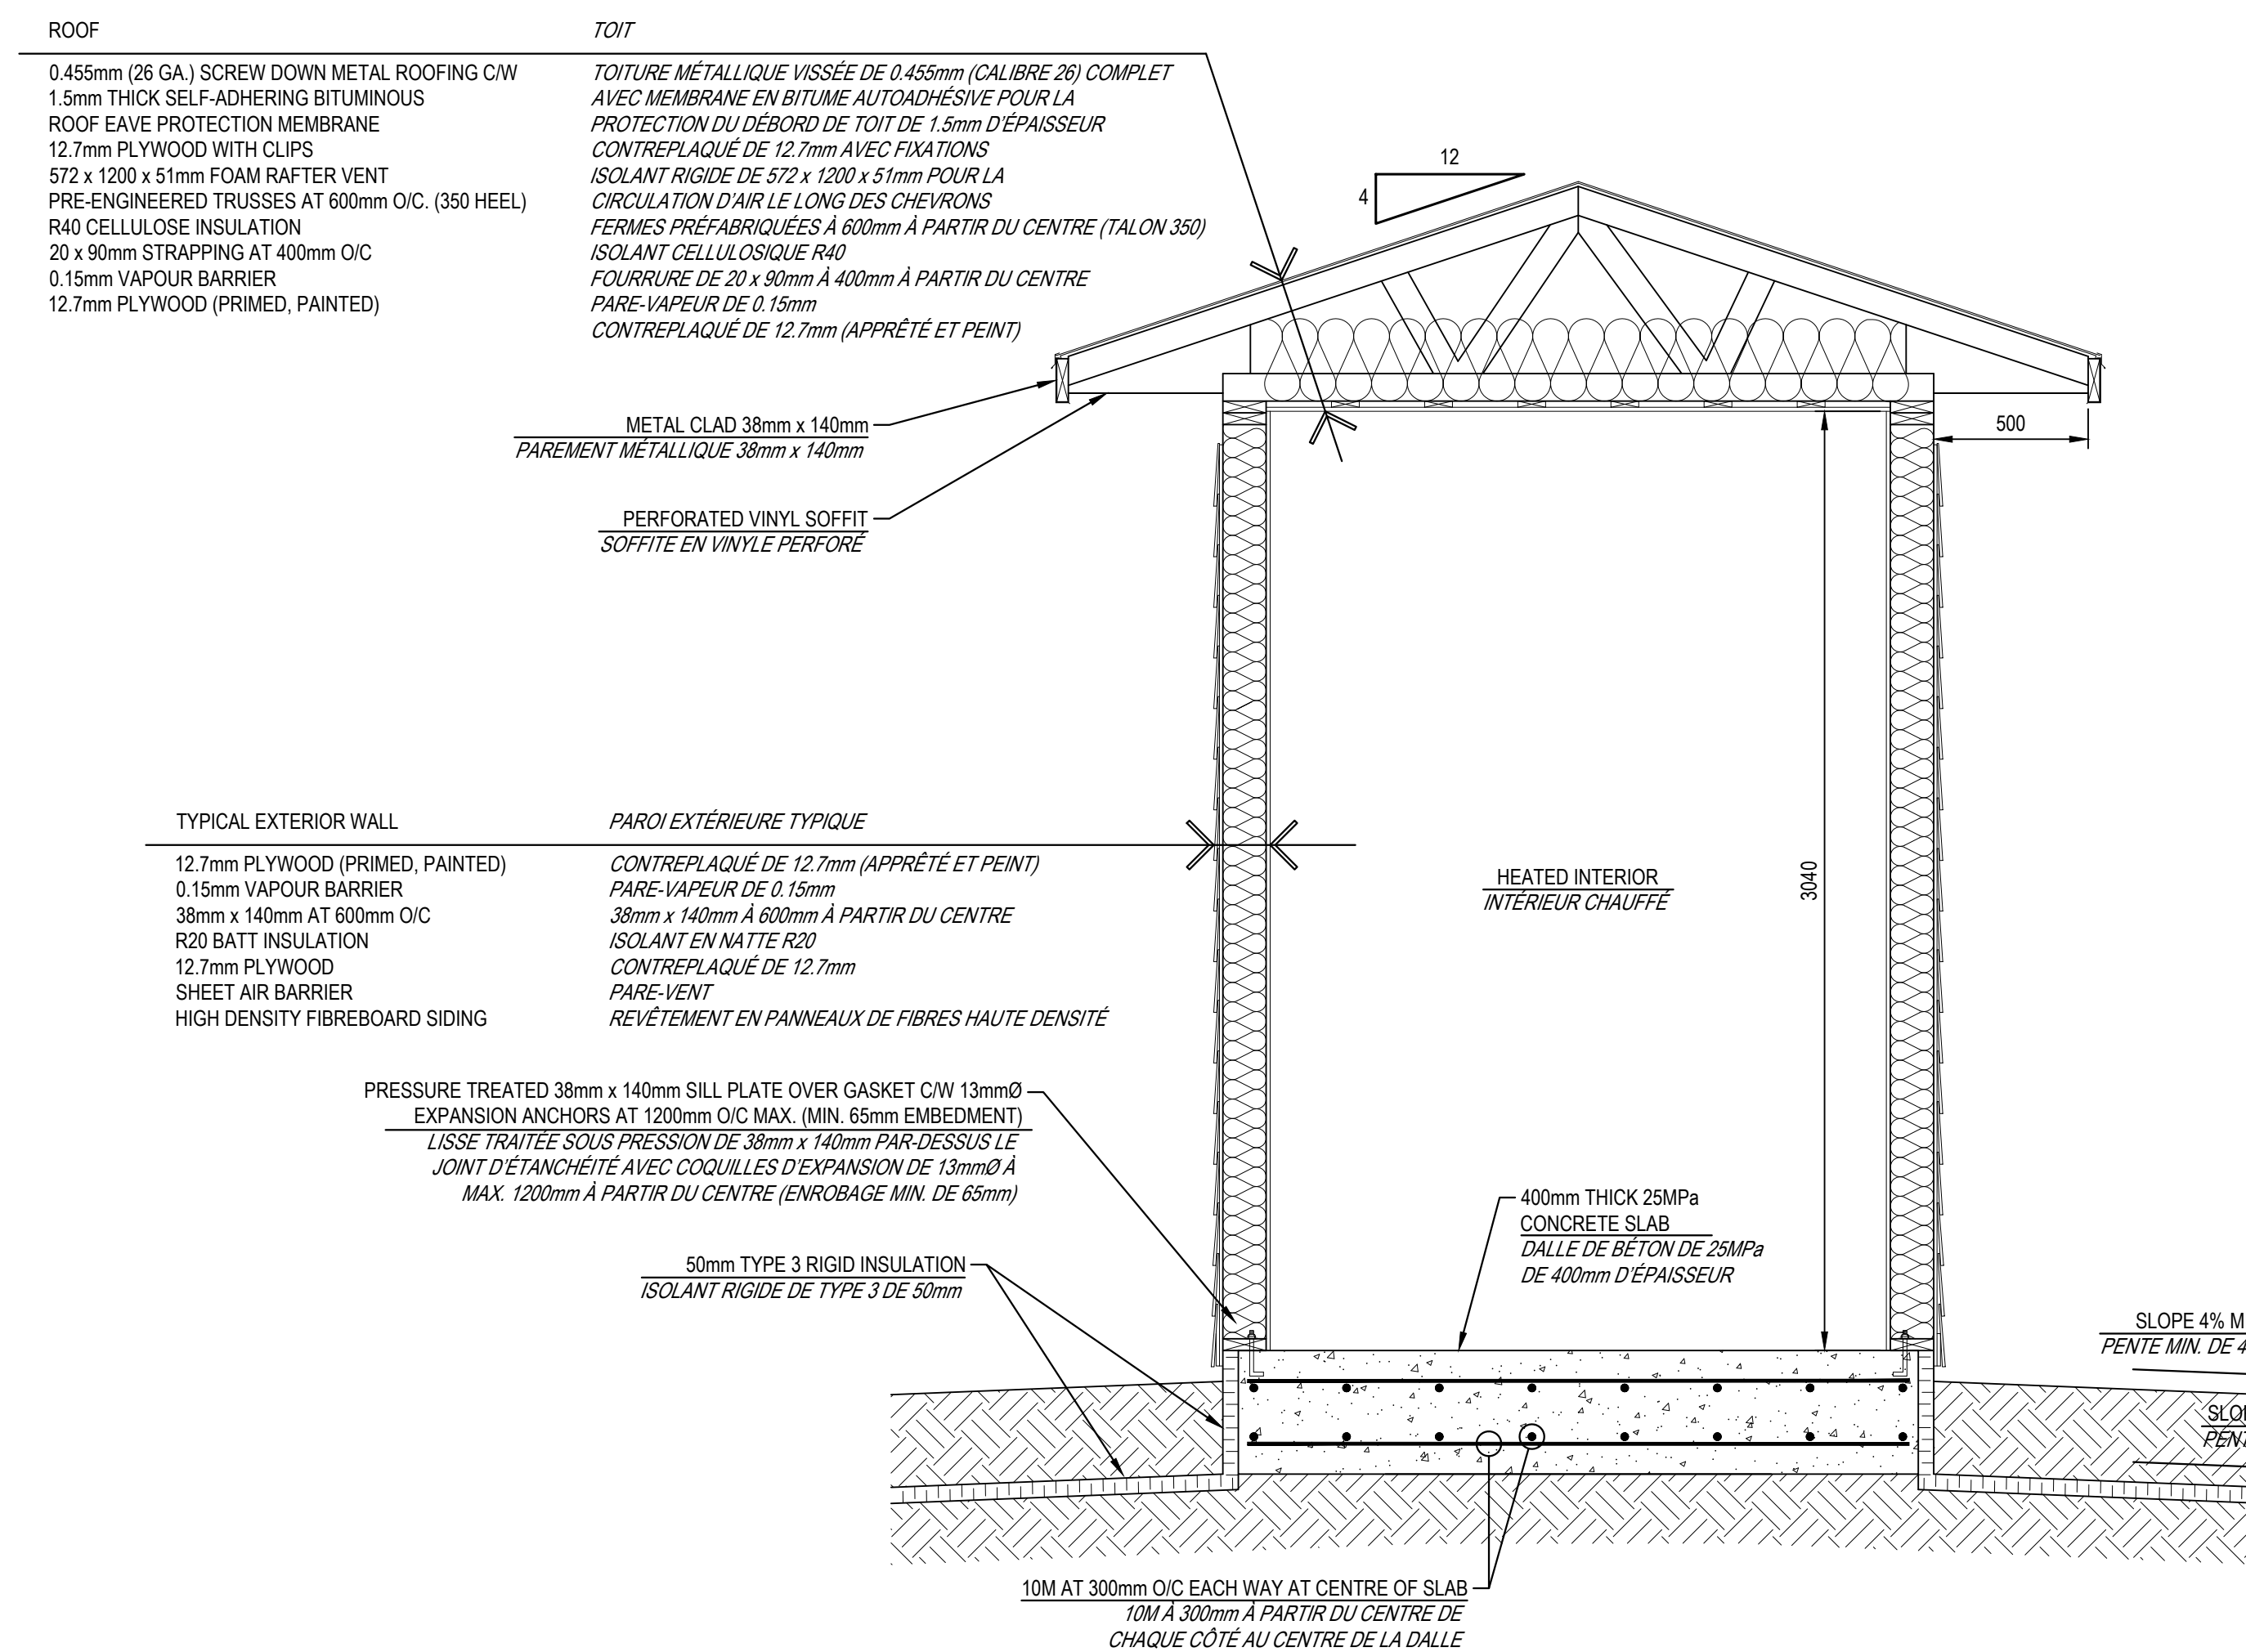 ROOF
0.455mm (26 GA.) SCREW DOWN METAL ROOFING C/W
1.5mm THICK SELF-ADHERING BITUMINOUS
ROOF EAVE PROTECTION MEMBRANE
12.7mm PLYWOOD WITH CLIPS
572 x 1200 x 51mm FOAM RAFTER VENT
PRE-ENGINEERED TRUSSES AT 600mm O/C. (350 HEEL)
R40 CELLULOSE INSULATION
20 x 90mm STRAPPING AT 400mm O/C
0.15mm VAPOUR BARRIER
12.7mm PLYWOOD (PRIMED, PAINTED)
TOIT
TOITURE MÉTALLIQUE VISSÉE DE 0.455mm (CALIBRE 26) COMPLET
AVEC MEMBRANE EN BITUME AUTOADHÉSIVE POUR LA
PROTECTION DU DÉBORD DE TOIT DE 1.5mm D'ÉPAISSEUR
CONTREPLAQUÉ DE 12.7mm AVEC FIXATIONS
ISOLANT RIGIDE DE 572 x 1200 x 51mm POUR LA
CIRCULATION D'AIR LE LONG DES CHEVRONS
FERMES PRÉFABRIQUÉES À 600mm À PARTIR DU CENTRE (TALON 350)
ISOLANT CELLULOSIQUE R40
FOURRURE DE 20 x 90mm À 400mm À PARTIR DU CENTRE
PARE-VAPEUR DE 0.15mm
CONTREPLAQUÉ DE 12.7mm (APPRÊTÉ ET PEINT)
12
4
METAL CLAD 38mm x 140mm
PAREMENT MÉTALLIQUE 38mm x 140mm
500
PERFORATED VINYL SOFFIT
SOFFITE EN VINYLE PERFORÉ
TYPICAL EXTERIOR WALL
12.7mm PLYWOOD (PRIMED, PAINTED)
0.15mm VAPOUR BARRIER
38mm x 140mm AT 600mm O/C
R20 BATT INSULATION
12.7mm PLYWOOD
SHEET AIR BARRIER
HIGH DENSITY FIBREBOARD SIDING
PAROI EXTÉRIEURE TYPIQUE
CONTREPLAQUÉ DE 12.7mm (APPRÊTÉ ET PEINT)
PARE-VAPEUR DE 0.15mm
38mm x 140mm À 600mm À PARTIR DU CENTRE
ISOLANT EN NATTE R20
CONTREPLAQUÉ DE 12.7mm
PARE-VENT
REVÊTEMENT EN PANNEAUX DE FIBRES HAUTE DENSITÉ
HEATED INTERIOR
INTÉRIEUR CHAUFFÉ
3040
PRESSURE TREATED 38mm x 140mm SILL PLATE OVER GASKET C/W 13mmØ
EXPANSION ANCHORS AT 1200mm O/C MAX. (MIN. 65mm EMBEDMENT)
LISSE TRAITÉE SOUS PRESSION DE 38mm x 140mm PAR-DESSUS LE
JOINT D'ÉTANCHÉITÉ AVEC COQUILLES D'EXPANSION DE 13mmØ À
MAX. 1200mm À PARTIR DU CENTRE (ENROBAGE MIN. DE 65mm)
400mm THICK 25MPa
CONCRETE SLAB
DALLE DE BÉTON DE 25MPa
DE 400mm D'ÉPAISSEUR
50mm TYPE 3 RIGID INSULATION
ISOLANT RIGIDE DE TYPE 3 DE 50mm
SLOPE 4% M
PENTE MIN. DE 4
SLO
PENT
10M AT 300mm O/C EACH WAY AT CENTRE OF SLAB
10M À 300mm À PARTIR DU CENTRE DE
CHAQUE CÔTÉ AU CENTRE DE LA DALLE